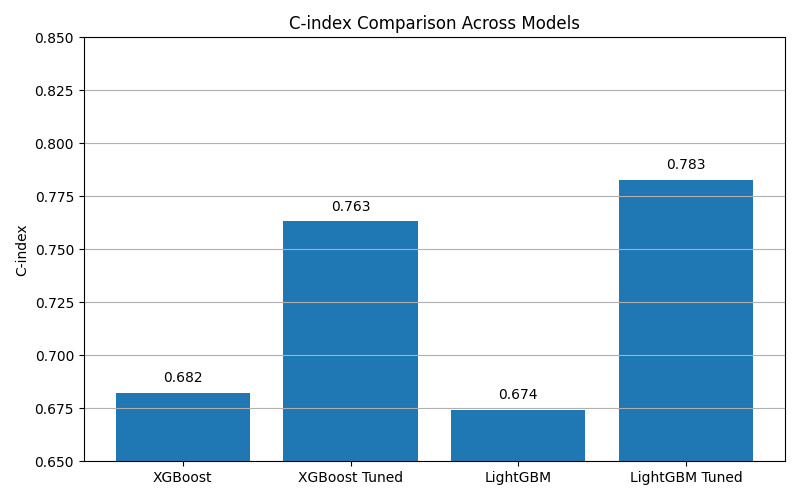 C-index Comparison Across Models
C-index
0.850
0.825
0.800
0.775
0.750
0.725
0.700
0.675
0.650
0.682
0.763
0.674
0.783
XGBoost
XGBoost Tuned
LightGBM
LightGBM Tuned